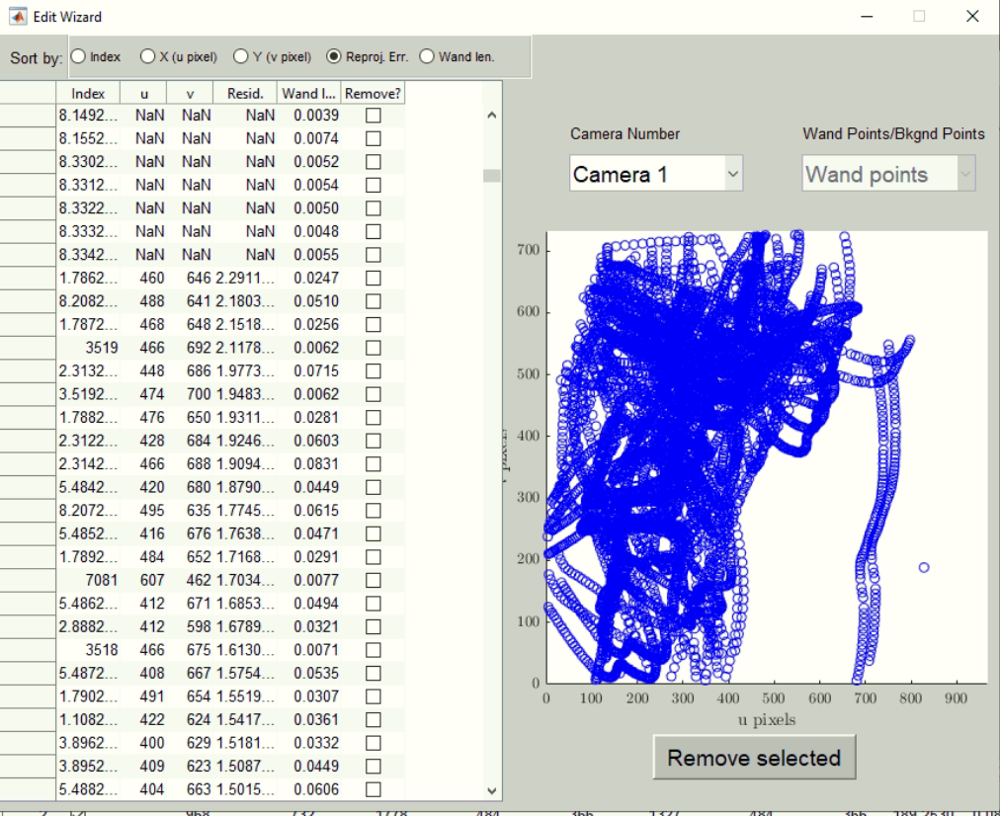 Edit Wizard
Sort by: Index X (u pixel) Y (v pixel) Reproj. Err. Wand len.
Index u v Resid. Wand l... Remove?
8.1492... NaN NaN NaN 0.0039
8.1552... NaN NaN NaN 0.0074
8.3302... NaN NaN NaN 0.0052
8.3312... NaN NaN NaN 0.0054
8.3322... NaN NaN NaN 0.0050
8.3332... NaN NaN NaN 0.0048
8.3342... NaN NaN NaN 0.0055
1.7862... 460 646 2.2911... 0.0247
8.2082... 488 641 2.1803... 0.0510
1.7872... 468 648 2.1518... 0.0256
3519 466 692 2.1178... 0.0062
2.3132... 448 686 1.9773... 0.0715
3.5192... 474 700 1.9483... 0.0062
1.7882... 476 650 1.9311... 0.0281
2.3122... 428 684 1.9246... 0.0603
2.3142... 466 688 1.9094... 0.0831
5.4842... 420 680 1.8790... 0.0449
8.2072... 495 635 1.7745... 0.0615
5.4852... 416 676 1.7638... 0.0471
1.7892... 484 652 1.7168... 0.0291
7081 607 462 1.7034... 0.0077
5.4862... 412 671 1.6853... 0.0494
2.8882... 412 598 1.6789... 0.0321
3518 466 675 1.6130... 0.0071
5.4872... 408 667 1.5754... 0.0535
1.7902... 491 654 1.5519... 0.0307
1.1082... 422 624 1.5417... 0.0361
3.8962... 400 629 1.5181... 0.0332
3.8952... 409 623 1.5087... 0.0449
5.4882... 404 663 1.5015... 0.0606
Camera Number
Camera 1
Wand Points/Bkgnd Points
Wand points
700
600
500
400
300
200
100
0
0 100 200 300 400 500 600 700 800 900
u pixels
Remove selected